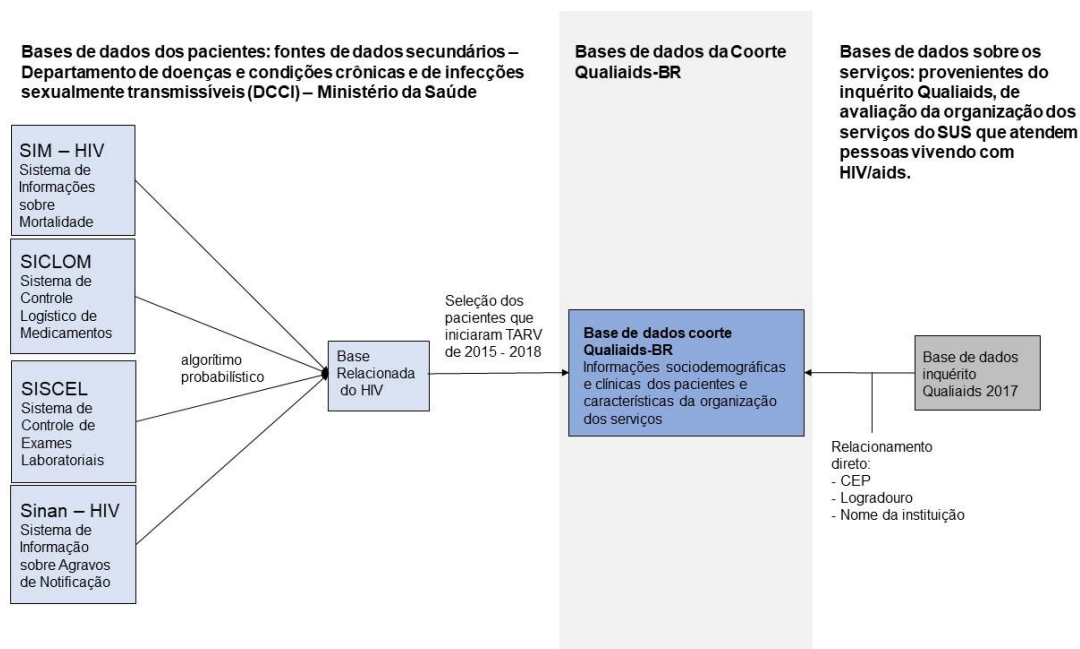 Bases de dados dos pacientes: fontes de dados secundários –
Departamento de doenças e condições crônicas e de infecções
sexualmente transmissíveis (DCCI) – Ministério da Saúde
Bases de dados da Coorte
Qualiaids-BR
Bases de dados sobre os
serviços: provenientes do
inquérito Qualiaids, de
avaliação da organização dos
serviços do SUS que atendem
pessoas vivendo com
HIV/aids.
SIM – HIV
Sistema de
Informações
sobre
Mortalidade
SICLOM
Sistema de
Controle
Logístico de
Medicamentos
SISCEL
Sistema de
Controle de
Exames
Laboratoriais
Sinan – HIV
Sistema de
Informação
sobre Agravos
de Notificação
algorítimo
probabilístico
Base
Relacionada
do HIV
Seleção dos
pacientes que
iniciaram TARV
de 2015 - 2018
Base de dados coorte
Qualiaids-BR
Informações sociodemográficas
e clínicas dos pacientes e
características da organização
dos serviços
Base de dados
inquérito
Qualiaids 2017
Relacionamento
direto:
- CEP
- Logradouro
- Nome da instituição